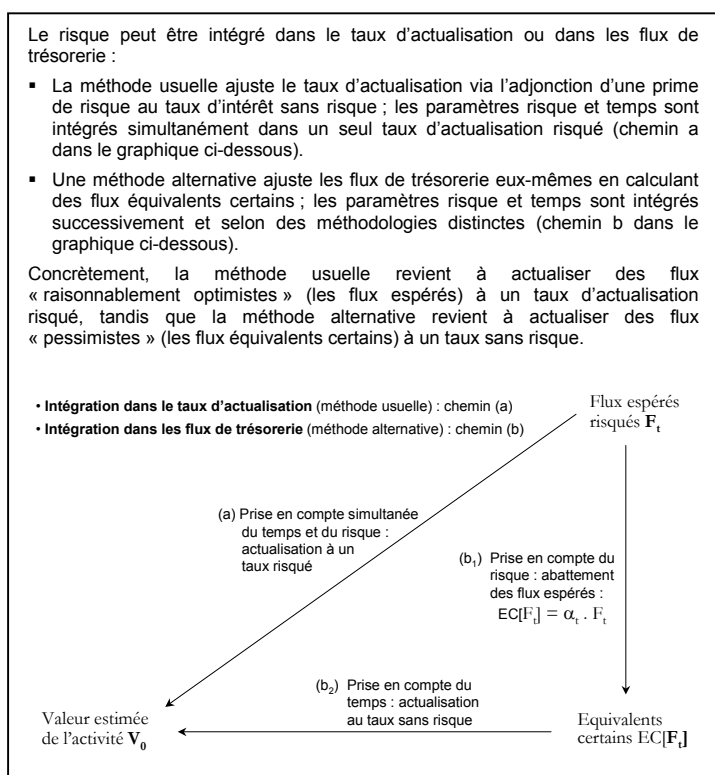 Le risque peut être intégré dans le taux d’actualisation ou dans les flux de
trésorerie :
▪ La méthode usuelle ajuste le taux d’actualisation via l’adjonction d’une prime
de risque au taux d’intérêt sans risque ; les paramètres risque et temps sont
intégrés simultanément dans un seul taux d’actualisation risqué (chemin a
dans le graphique ci-dessous).
▪ Une méthode alternative ajuste les flux de trésorerie eux-mêmes en calculant
des flux équivalents certains ; les paramètres risque et temps sont intégrés
successivement et selon des méthodologies distinctes (chemin b dans le
graphique ci-dessous).
Concrètement, la méthode usuelle revient à actualiser des flux
« raisonnablement optimistes » (les flux espérés) à un taux d’actualisation
risqué, tandis que la méthode alternative revient à actualiser des flux
« pessimistes » (les flux équivalents certains) à un taux sans risque.
• Intégration dans le taux d’actualisation (méthode usuelle) : chemin (a)
• Intégration dans les flux de trésorerie (méthode alternative) : chemin (b)
Flux espérés
risqués Fₜ
(a) Prise en compte simultanée
du temps et du risque :
actualisation à un
taux risqué
(b₁) Prise en compte du
risque : abattement
des flux espérés :
EC[Fₜ] = αₜ . Fₜ
(b₂) Prise en compte du
temps : actualisation
au taux sans risque
Valeur estimée
de l’activité V₀
Equivalents
certains EC[Fₜ]